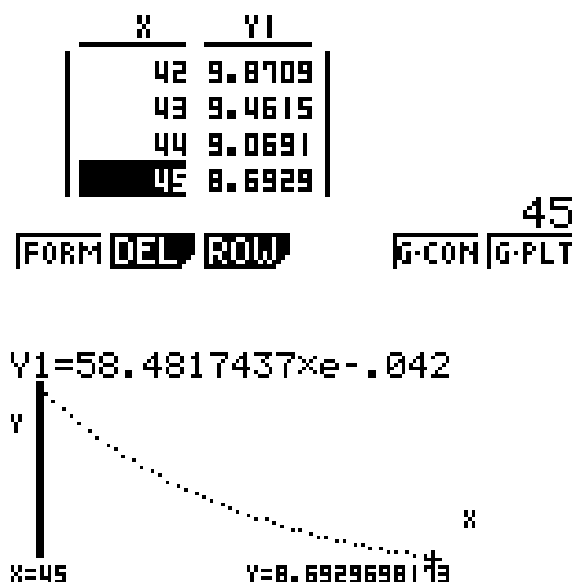 X Y1
42 9.8709
43 9.4615
44 9.0691
45 8.6929
45
FORM DEL ROW G·CON G·PLT
Y1=58.4817437×e-.042
Y
X
X=45 Y=8.6929698173